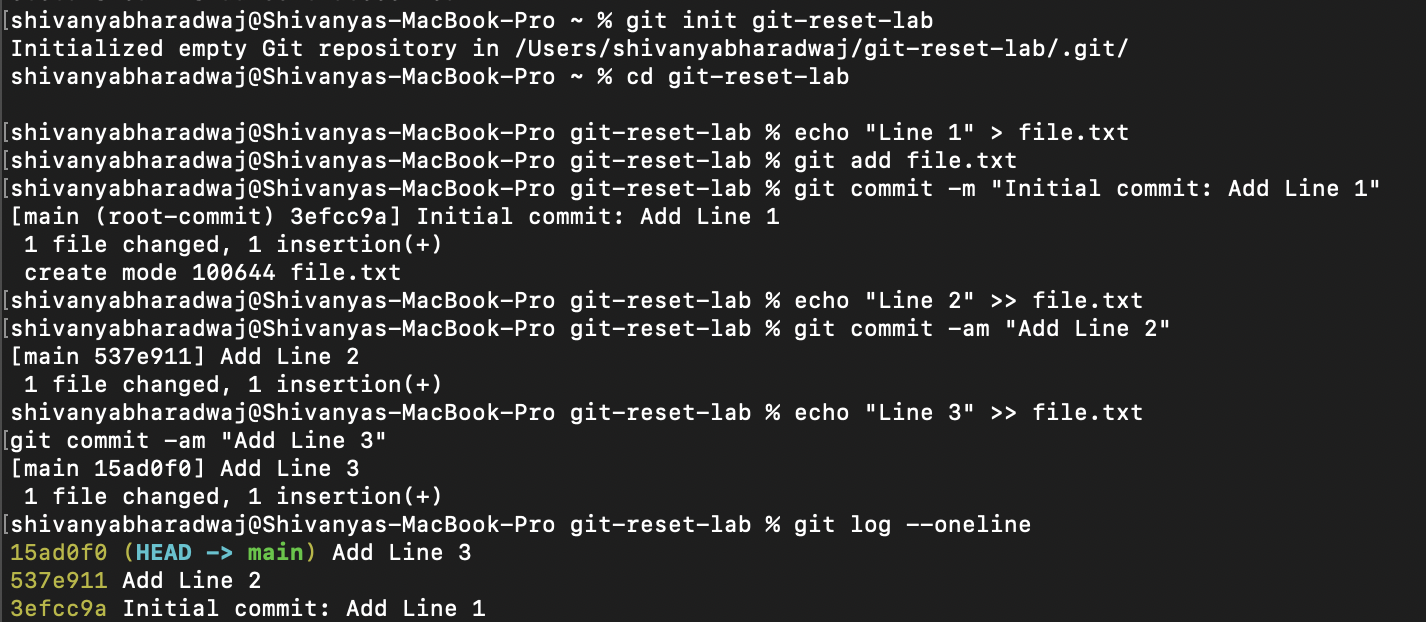 [shivanyabharadwaj@Shivanyas-MacBook-Pro ~ % git init git-reset-lab
Initialized empty Git repository in /Users/shivanyabharadwaj/git-reset-lab/.git/
shivanyabharadwaj@Shivanyas-MacBook-Pro ~ % cd git-reset-lab
[shivanyabharadwaj@Shivanyas-MacBook-Pro git-reset-lab % echo "Line 1" > file.txt
[shivanyabharadwaj@Shivanyas-MacBook-Pro git-reset-lab % git add file.txt
[shivanyabharadwaj@Shivanyas-MacBook-Pro git-reset-lab % git commit -m "Initial commit: Add Line 1"
[main (root-commit) 3efcc9a] Initial commit: Add Line 1
 1 file changed, 1 insertion(+)
 create mode 100644 file.txt
[shivanyabharadwaj@Shivanyas-MacBook-Pro git-reset-lab % echo "Line 2" >> file.txt
[shivanyabharadwaj@Shivanyas-MacBook-Pro git-reset-lab % git commit -am "Add Line 2"
[main 537e911] Add Line 2
 1 file changed, 1 insertion(+)
shivanyabharadwaj@Shivanyas-MacBook-Pro git-reset-lab % echo "Line 3" >> file.txt
[git commit -am "Add Line 3"
[main 15ad0f0] Add Line 3
 1 file changed, 1 insertion(+)
[shivanyabharadwaj@Shivanyas-MacBook-Pro git-reset-lab % git log --oneline
15ad0f0 (HEAD -> main) Add Line 3
537e911 Add Line 2
3efcc9a Initial commit: Add Line 1